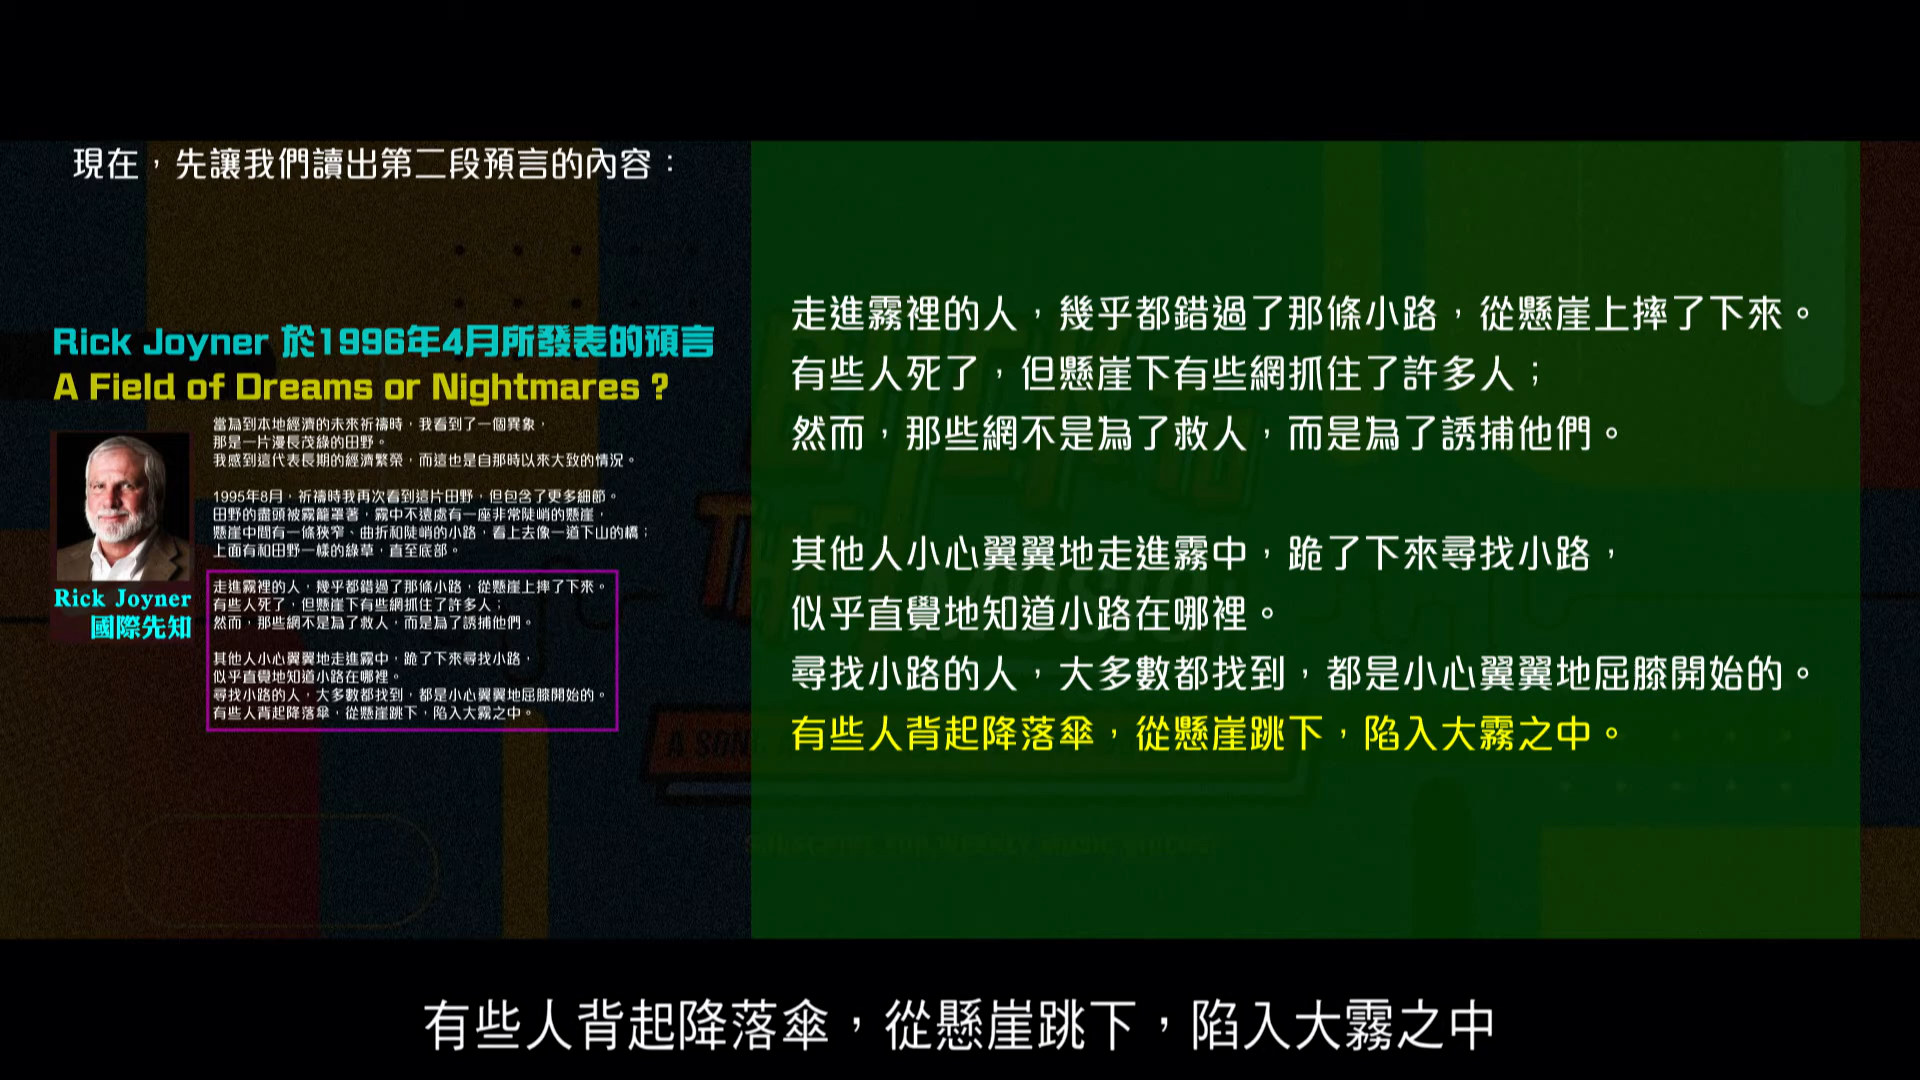 現在，先讓我們讀出第二段預言的內容：
Rick Joyner 於1996年4月所發表的預言
A Field of Dreams or Nightmares ?
當為到本地經濟的未來祈禱時，我看到了一個異象，
那是一片漫長茂綠的田野。
我感到這代表長期的經濟繁榮，而這也是自那時以來大致的情況。
1995年8月，祈禱時我再次看到這片田野，但包含了更多細節。
田野的盡頭被霧籠罩著，霧中不遠處有一座非常陡峭的懸崖，
懸崖中間有一條狹窄、曲折和陡峭的小路，看上去像一道下山的橋；
上面有和田野一樣的綠草，直至底部。
走進霧裡的人，幾乎都錯過了那條小路，從懸崖上摔了下來。
有些人死了，但懸崖下有些網抓住了許多人；
然而，那些網不是為了救人，而是為了誘捕他們。
其他人小心翼翼地走進霧中，跪了下來尋找小路，
似乎直覺地知道小路在哪裡。
尋找小路的人，大多數都找到，都是小心翼翼地屈膝開始的。
有些人背起降落傘，從懸崖跳下，陷入大霧之中。
Rick Joyner
國際先知
走進霧裡的人，幾乎都錯過了那條小路，從懸崖上摔了下來。
有些人死了，但懸崖下有些網抓住了許多人；
然而，那些網不是為了救人，而是為了誘捕他們。
其他人小心翼翼地走進霧中，跪了下來尋找小路，
似乎直覺地知道小路在哪裡。
尋找小路的人，大多數都找到，都是小心翼翼地屈膝開始的。
有些人背起降落傘，從懸崖跳下，陷入大霧之中。
有些人背起降落傘，從懸崖跳下，陷入大霧之中